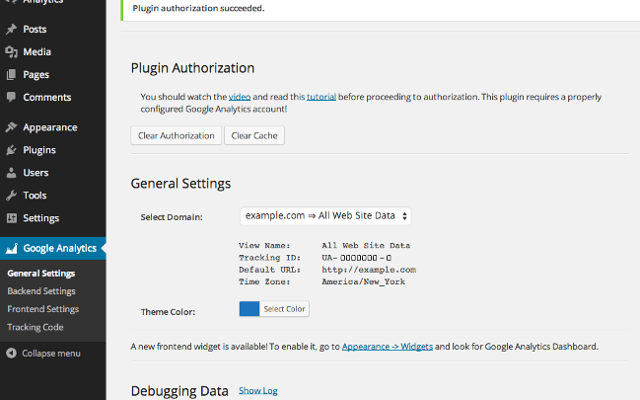 Analytics
Posts
Media
Pages
Comments
Appearance
Plugins
Users
Tools
Settings
Google Analytics
General Settings
Backend Settings
Frontend Settings
Tracking Code
Collapse menu
Plugin authorization succeeded.
Plugin Authorization
You should watch the video and read this tutorial before proceeding to authorization. This plugin requires a properly
configured Google Analytics account!
Clear Authorization Clear Cache
General Settings
Select Domain: example.com ⇒ All Web Site Data
View Name: All Web Site Data
Tracking ID: UA-0000000-0
Default URL: http://example.com
Time Zone: America/New_York
Theme Color: Select Color
A new frontend widget is available! To enable it, go to Appearance -> Widgets and look for Google Analytics Dashboard.
Debugging Data Show Log